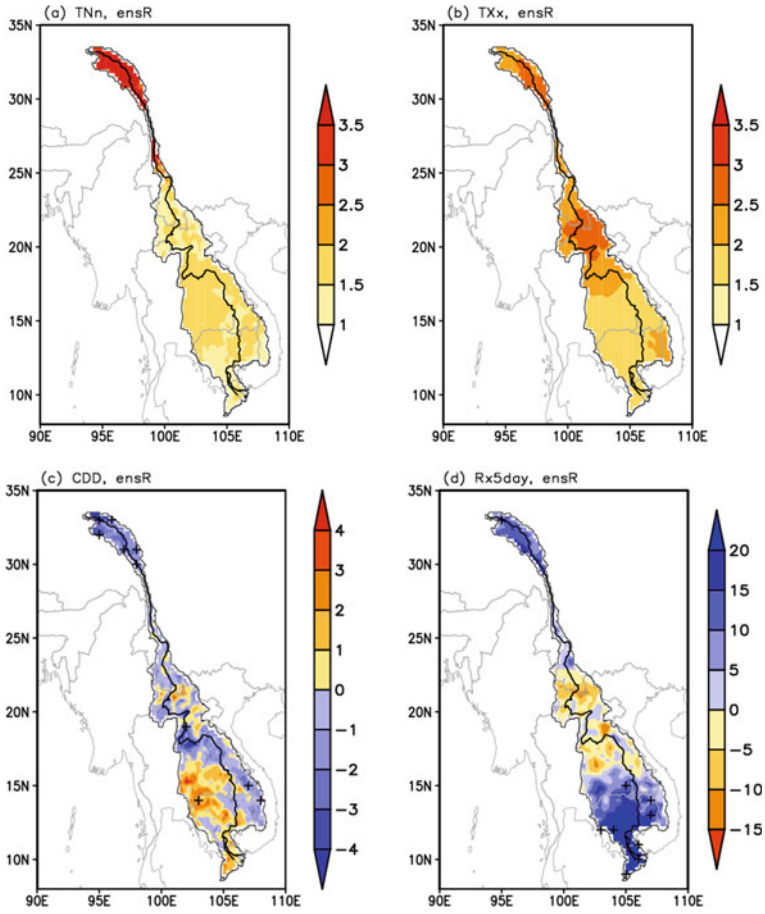 (a) TNn, ensR
35N
30N
25N
20N
15N
10N
90E 95E 100E 105E 110E
3.5
3
2.5
2
1.5
1
(b) TXx, ensR
35N
30N
25N
20N
15N
10N
90E 95E 100E 105E 110E
3.5
3
2.5
2
1.5
1
(c) CDD, ensR
35N
30N
25N
20N
15N
10N
90E 95E 100E 105E 110E
4
3
2
1
0
-1
-2
-3
-4
(d) Rx5day, ensR
35N
30N
25N
20N
15N
10N
90E 95E 100E 105E 110E
20
15
10
5
0
-5
-10
-15